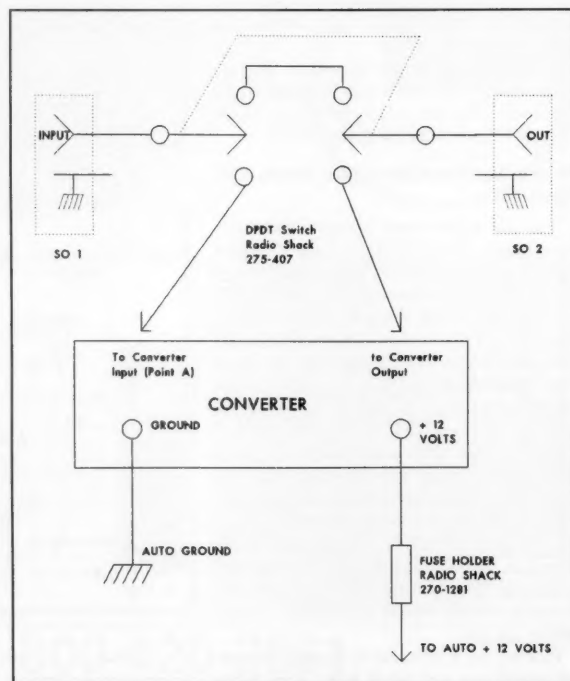 INPUT
OUT
SO 1
DPDT Switch
Radio Shack
275-407
SO 2
To Converter
Input (Point A)
to Converter
Output
CONVERTER
GROUND
+ 12
VOLTS
AUTO GROUND
FUSE HOLDER
RADIO SHACK
270-1281
TO AUTO + 12 VOLTS